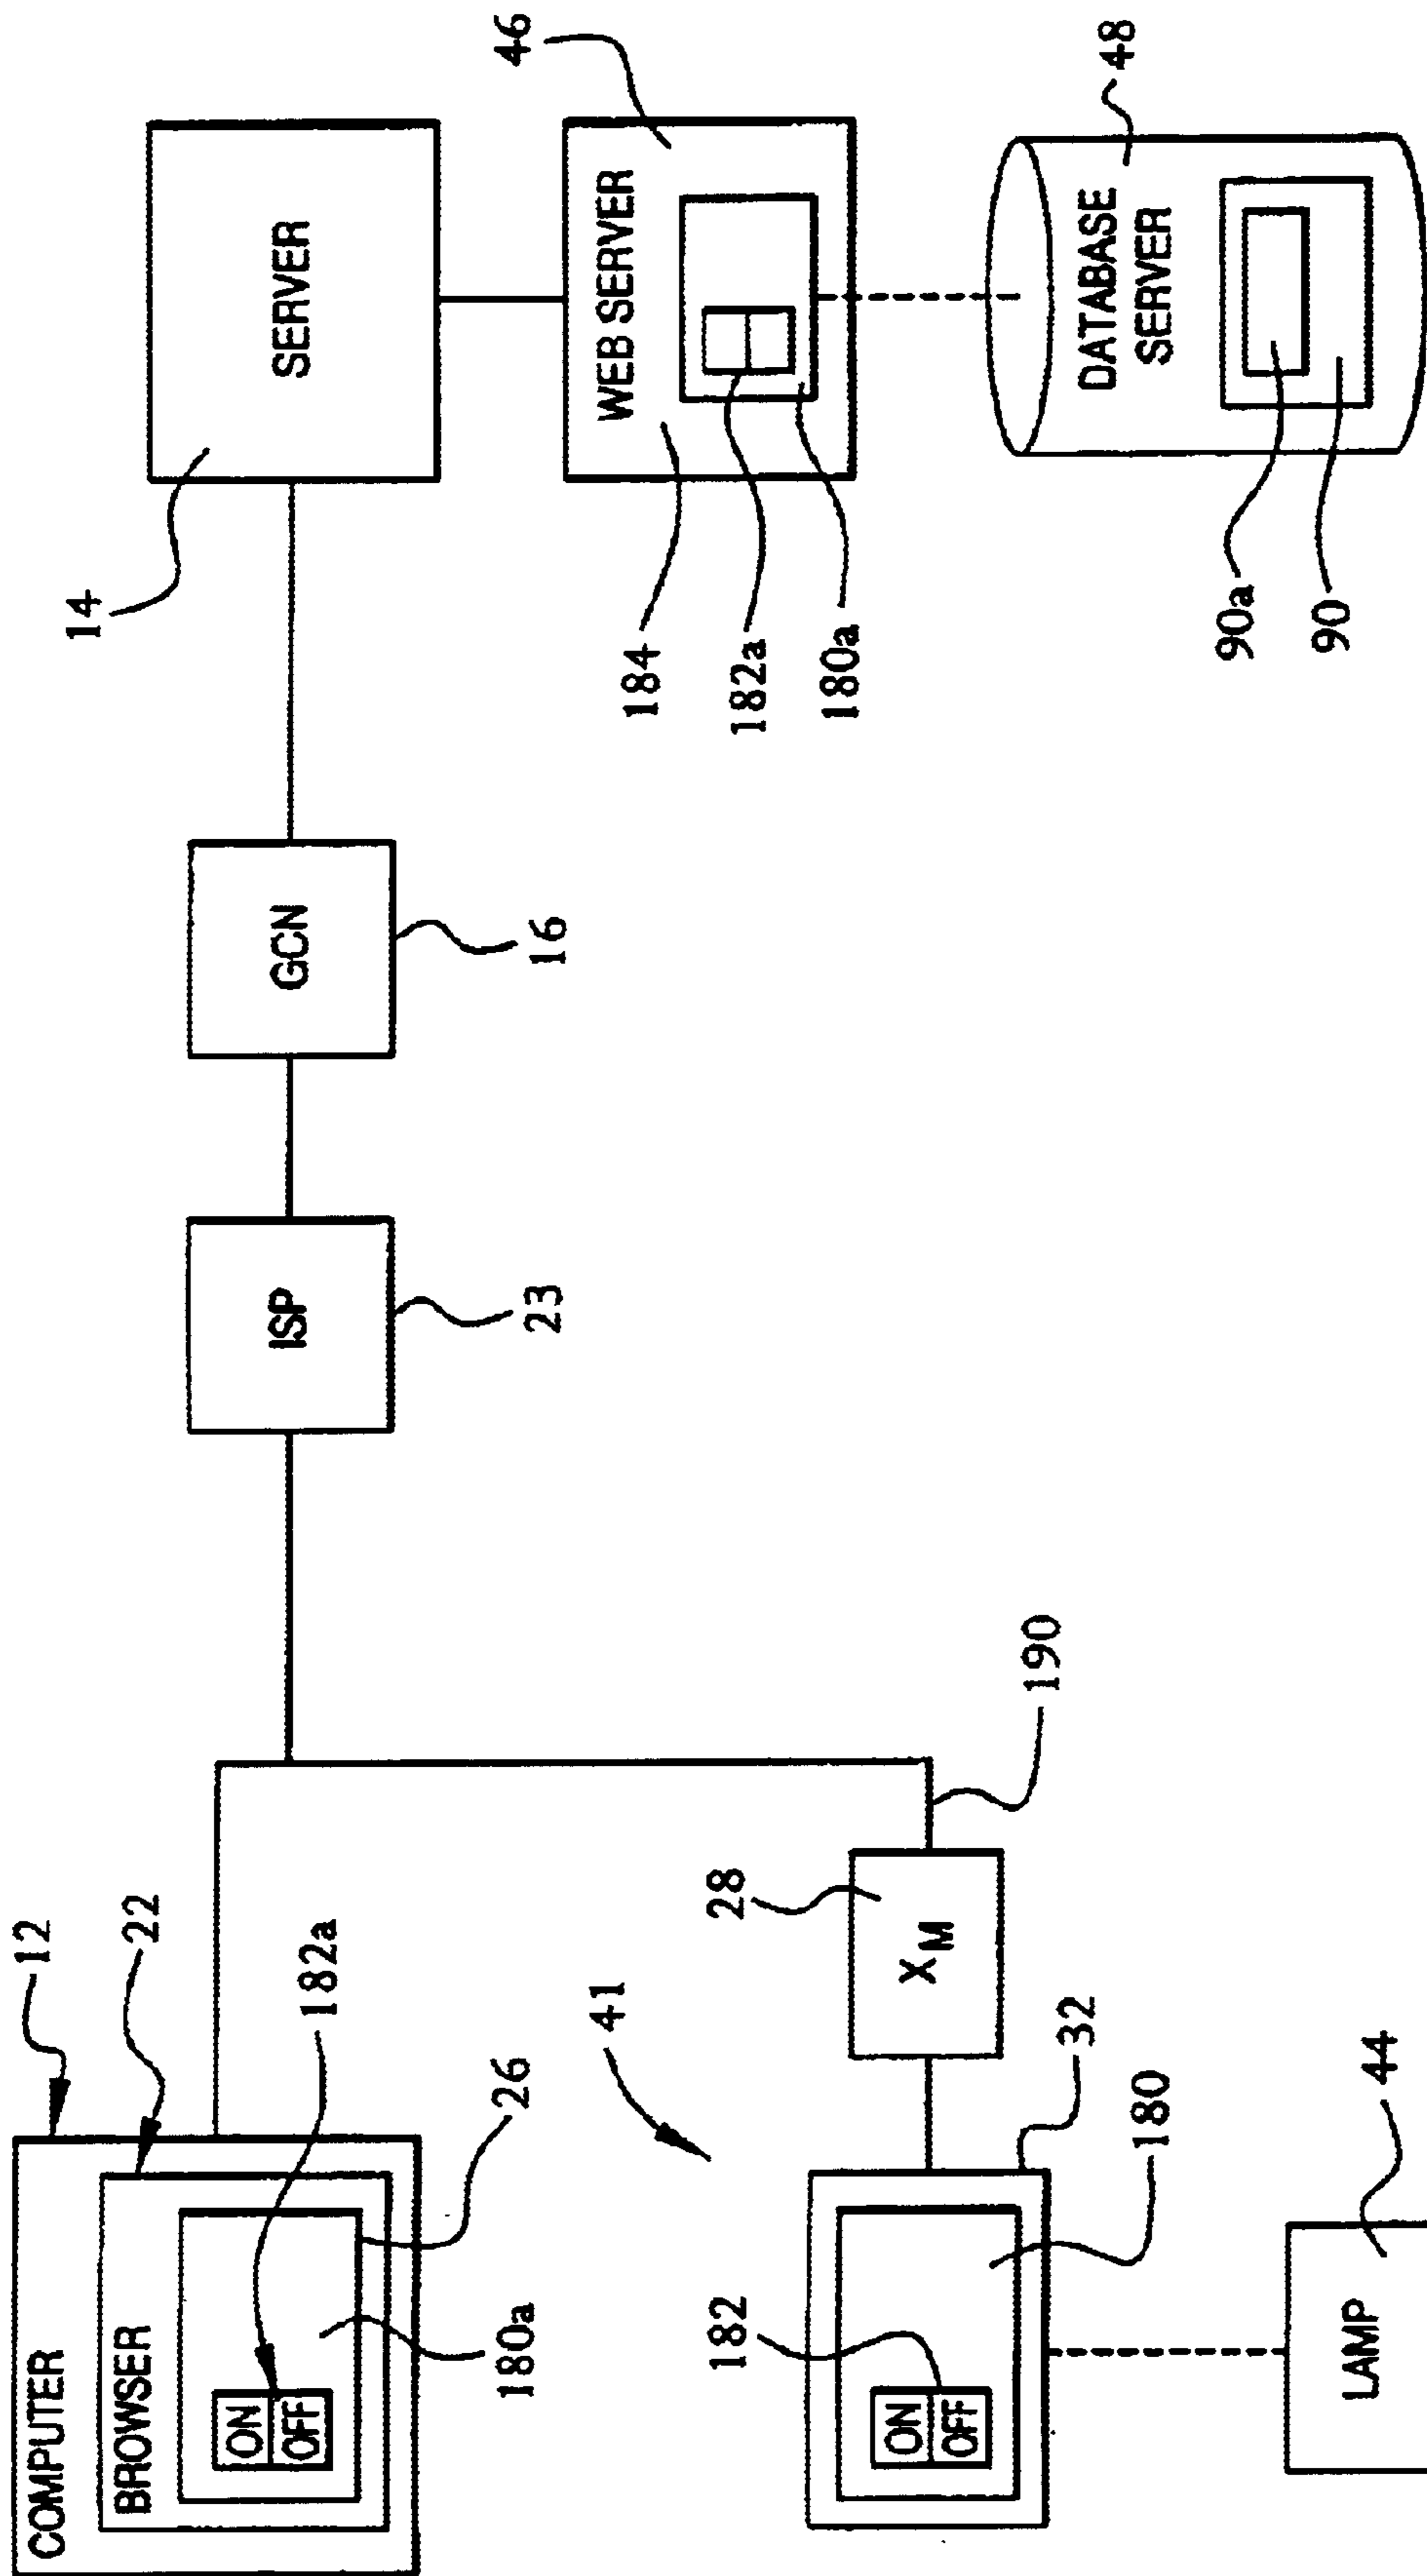 COMPUTER
12
BROWSER
22
ON
OFF
182a
26
180a
ISP
23
GCN
16
SERVER
14
WEB SERVER
46
184
182a
180a
DATABASE
SERVER
48
90a
90
190
X_M
28
41
32
ON
OFF
182
180
LAMP
44